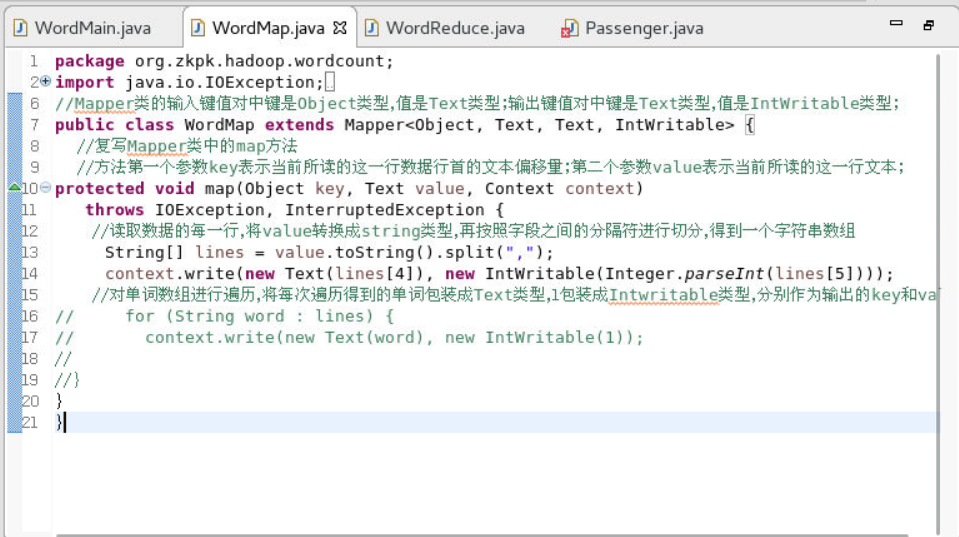 WordMain.java WordMap.java WordReduce.java Passenger.java
1 package org.zkpk.hadoop.wordcount;
2 import java.io.IOException;
6 //Mapper类的输入键值对中键是Object类型,值是Text类型;输出键值对中键是Text类型,值是IntWritable类型;
7 public class WordMap extends Mapper<Object, Text, Text, IntWritable> {
8 //复写Mapper类中的map方法
9 //方法第一个参数key表示当前所读的这一行数据行首的文本偏移量;第二个参数value表示当前所读的这一行文本;
10 protected void map(Object key, Text value, Context context)
11 throws IOException, InterruptedException {
12 //读取数据的每一行,将value转换成string类型,再按照字段之间的分隔符进行切分,得到一个字符串数组
13 String[] lines = value.toString().split(",");
14 context.write(new Text(lines[4]), new IntWritable(Integer.parseInt(lines[5])));
15 //对单词数组进行遍历,将每次遍历得到的单词包装成Text类型,1包装成Intwritable类型,分别作为输出的key和va
16 // for (String word : lines) {
17 // context.write(new Text(word), new IntWritable(1));
18 //
19 //}
20 }
21 }